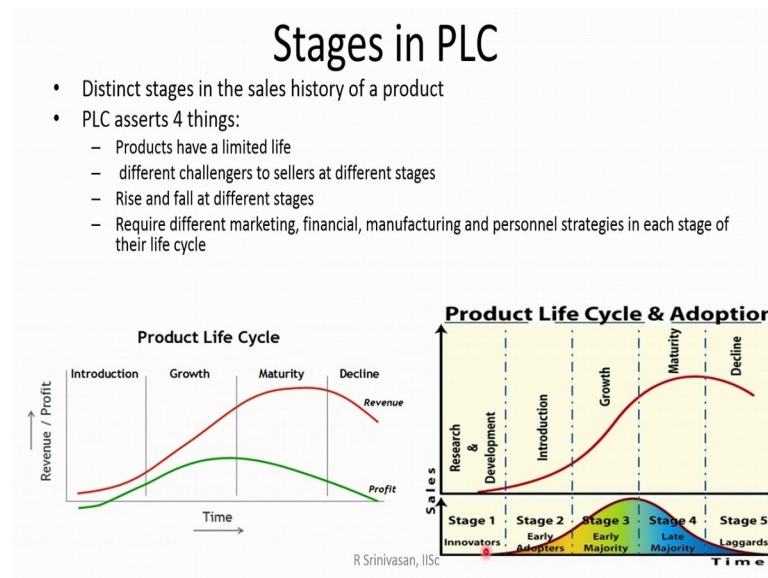 Stages in PLC
• Distinct stages in the sales history of a product
• PLC asserts 4 things:
– Products have a limited life
– different challengers to sellers at different stages
– Rise and fall at different stages
– Require different marketing, financial, manufacturing and personnel strategies in each stage of
their life cycle
Product Life Cycle
Introduction Growth Maturity Decline
Revenue / Profit
Revenue
Profit
Time
Product Life Cycle & Adoption
Sales
Research
&
Development
Introduction
Growth
Maturity
Decline
Stage 1 Stage 2 Stage 3 Stage 4 Stage 5
Innovators
Early
Adopters
Early
Majority
Late
Majority
Laggards
Time
R Srinivasan, IISc